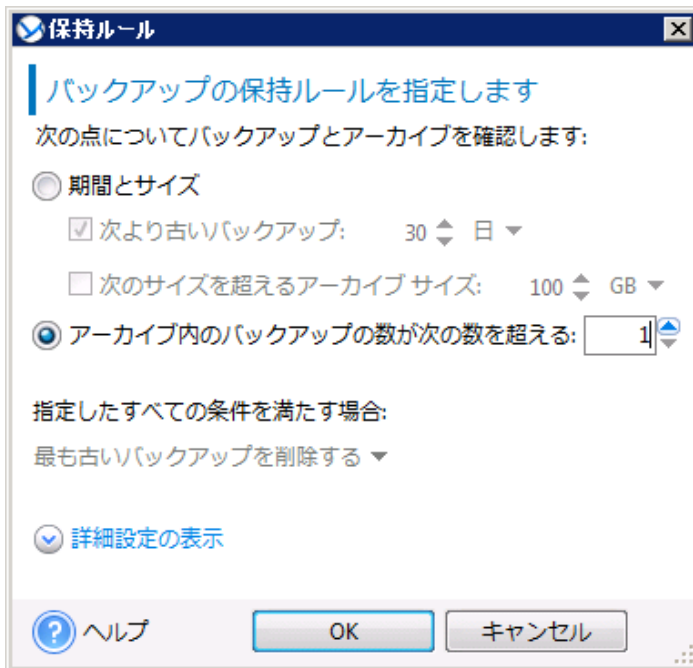 保持ルール
バックアップの保持ルールを指定します
次の点についてバックアップとアーカイブを確認します:
期間とサイズ
次より古いバックアップ: 30 日
次のサイズを超えるアーカイブ サイズ: 100 GB
アーカイブ内のバックアップの数が次の数を超える: 1
指定したすべての条件を満たす場合:
最も古いバックアップを削除する
詳細設定の表示
ヘルプ OK キャンセル